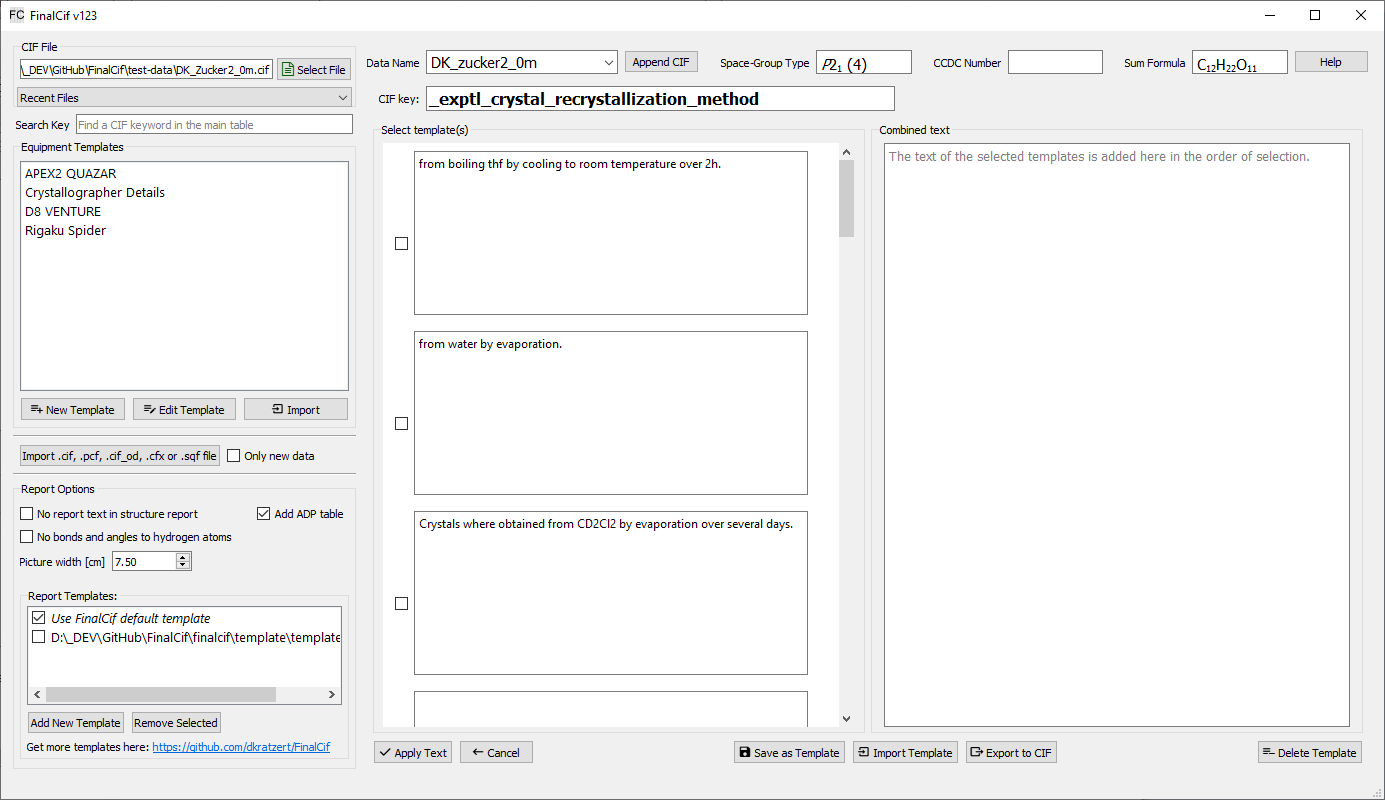 FC FinalCif v123
CIF File
\_DEV\GitHub\FinalCif\test-data\DK_Zucker2_0m.cif
Select File
Recent Files
Search Key
Find a CIF keyword in the main table
Equipment Templates
APEX2 QUAZAR
Crystallographer Details
D8 VENTURE
Rigaku Spider
New Template
Edit Template
Import
Import .cif, .pcf, .cif_od, .cfx or .sqf file
Only new data
Report Options
No report text in structure report
Add ADP table
No bonds and angles to hydrogen atoms
Picture width [cm]
7.50
Report Templates:
Use FinalCif default template
D:\_DEV\GitHub\FinalCif\finalcif\template\template
Add New Template
Remove Selected
Get more templates here: https://github.com/dkratzert/FinalCif
Data Name
DK_zucker2_0m
Append CIF
Space-Group Type
P2₁ (4)
CCDC Number
Sum Formula
C₁₂H₂₂O₁₁
Help
CIF key:
_exptl_crystal_recrystallization_method
Select template(s)
from boiling thf by cooling to room temperature over 2h.
from water by evaporation.
Crystals where obtained from CD2Cl2 by evaporation over several days.
Combined text
The text of the selected templates is added here in the order of selection.
Apply Text
Cancel
Save as Template
Import Template
Export to CIF
Delete Template